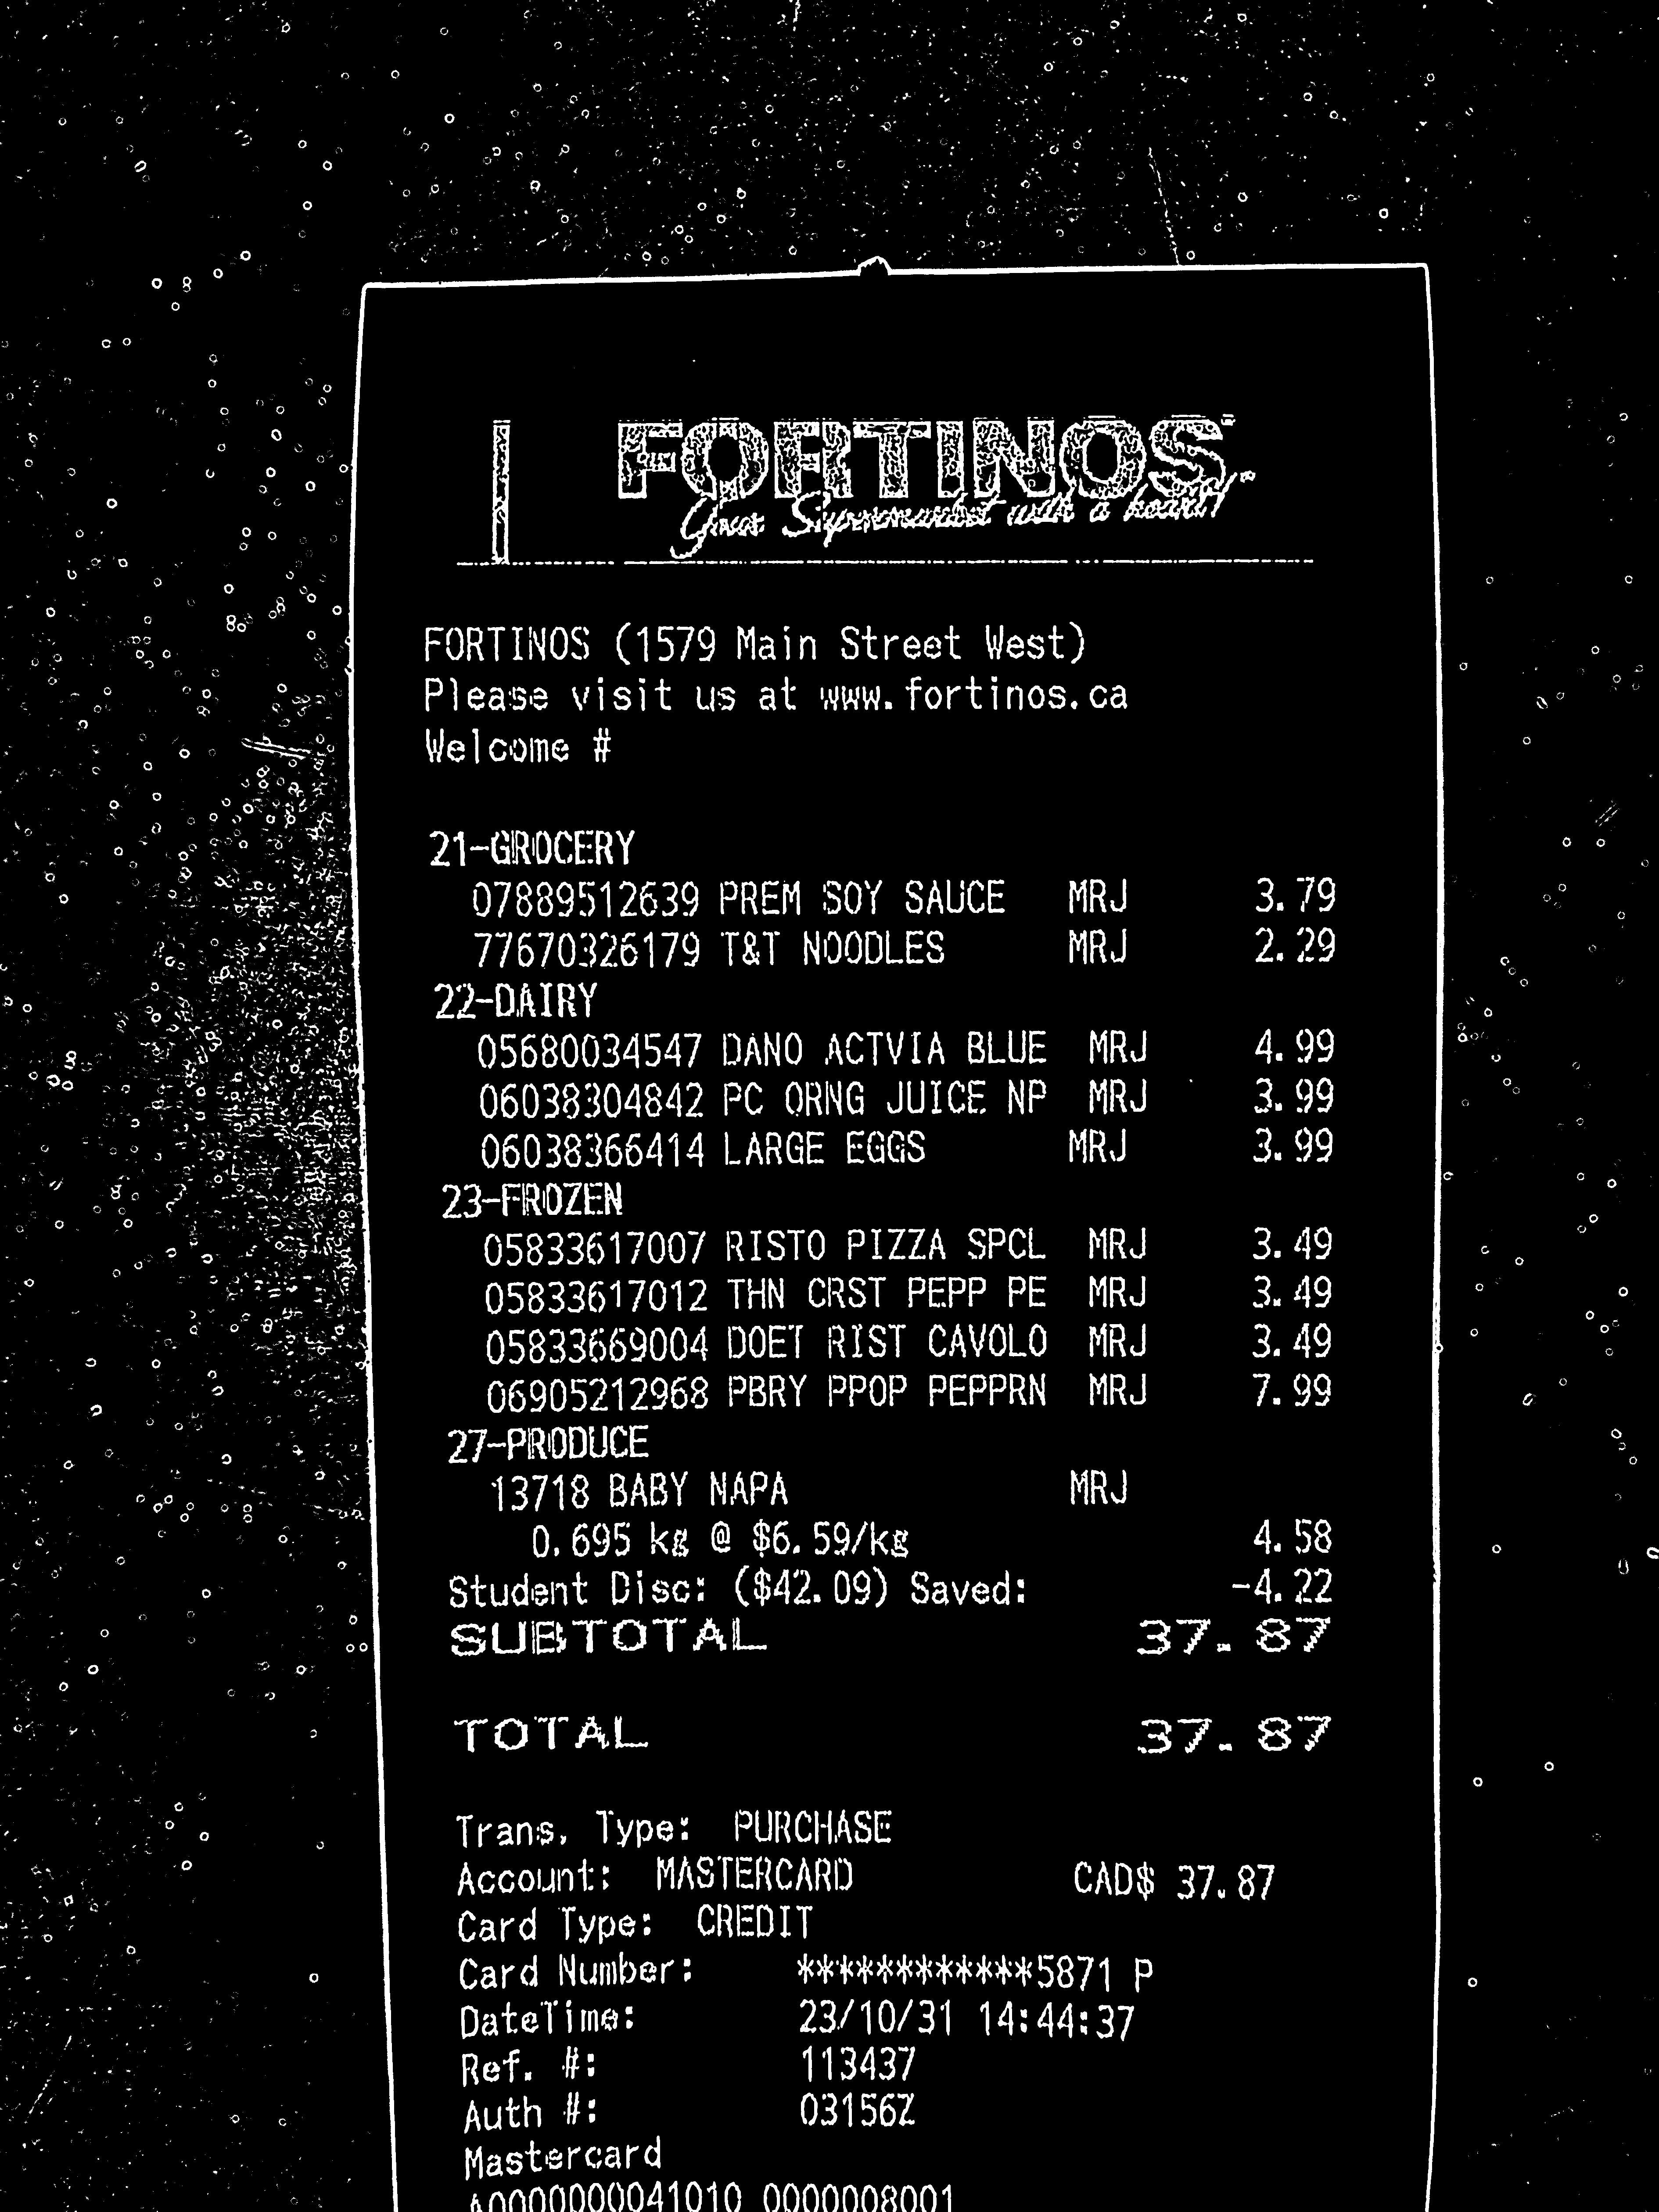 FORTINOS
Your Supermarket with a heart!
FORTINOS (1579 Main Street West)
Please visit us at www.fortinos.ca
Welcome #
21-GROCERY
07889512639 PREM SOY SAUCE MRJ 3.79
77670326179 T&T NOODLES MRJ 2.29
22-DAIRY
05680034547 DANO ACTVIA BLUE MRJ 4.99
06038304842 PC ORNG JUICE NP MRJ 3.99
06038366414 LARGE EGGS MRJ 3.99
23-FROZEN
05833617007 RISTO PIZZA SPCL MRJ 3.49
05833617012 THN CRST PEPP PE MRJ 3.49
05833669004 DOET RIST CAVOLO MRJ 3.49
06905212968 PBRY PPOP PEPPRN MRJ 7.99
27-PRODUCE
13718 BABY NAPA MRJ
0.695 kg @ $6.59/kg 4.58
Student Disc: ($42.09) Saved: -4.22
SUBTOTAL 37.87
TOTAL 37.87
Trans. Type: PURCHASE
Account: MASTERCARD CAD$ 37.87
Card Type: CREDIT
Card Number: ************5871 P
DateTime: 23/10/31 14:44:37
Ref. #: 113437
Auth #: 03156Z
Mastercard
A0000000041010 0000008001